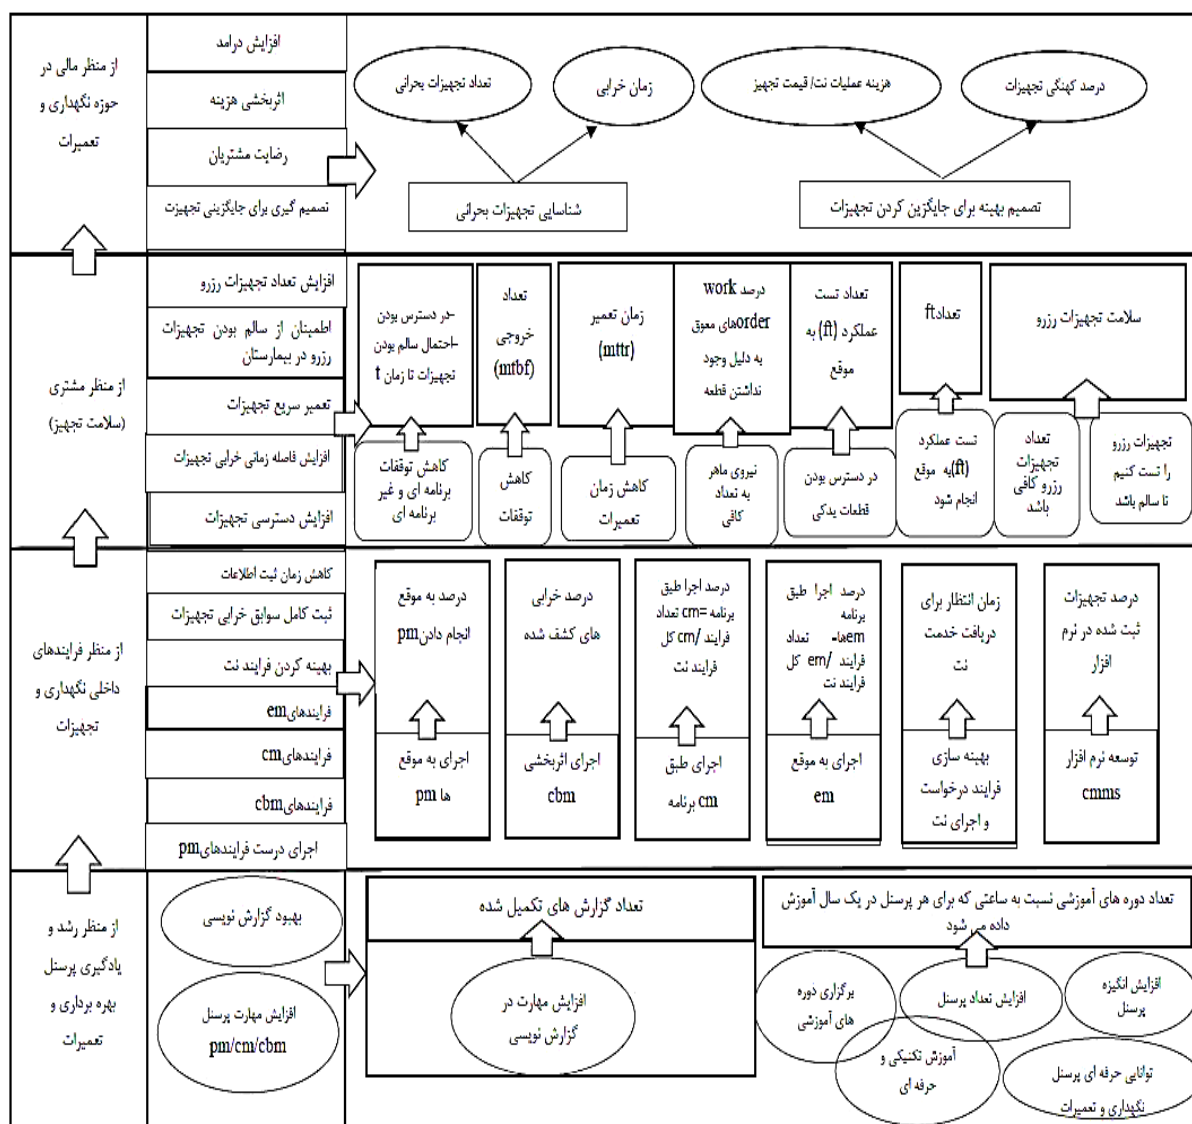 از منظر مالی در
حوزه نگهداری و
تعمیرات
افزایش درامد
اثربخشی هزینه
رضایت مشتریان
تصمیم گیری برای جایگزینی تجهیزت
تعداد تجهیزات بحرانی
زمان خرابی
هزینه عملیات نت/ قیمت تجهیز
درصد کهنگی تجهیزات
شناسایی تجهیزات بحرانی
تصمیم بهینه برای جایگزین کردن تجهیزات
از منظر مشتری
(سلامت تجهیز)
افزایش تعداد تجهیزات رزرو
اطمینان از سالم بودن تجهیزات
رزرو در بیمارستان
تعمیر سریع تجهیزات
افزایش فاصله زمانی خرابی تجهیزات
افزایش دسترسی تجهیزات
-در دسترس بودن
-احتمال سالم بودن
تجهیزات تا زمان t
تعداد
خروجی
(mtbf)
زمان تعمیر
(mttr)
درصد work
orderهای معوق
به دلیل وجود
نداشتن قطعه
تعداد تست
عملکرد (ft) به
موقع
تعدادft
سلامت تجهیزات رزرو
کاهش توقفات
برنامه ای و غیر
برنامه ای
کاهش
توقفات
کاهش زمان
تعمیرات
نیروی ماهر
به تعداد
کافی
در دسترس بودن
قطعات یدکی
تست عملکرد
(ft)به موقع
انجام شود
تعداد
تجهیزات
رزرو کافی
باشد
تجهیزات رزرو
را تست کنیم
تا سالم باشد
از منظر فرایندهای
داخلی نگهداری و
تجهیزات
کاهش زمان ثبت اطلاعات
ثبت کامل سوابق خرابی تجهیزات
بهینه کردن فرایند نت
فرایندهایem
فرایندهایcm
فرایندهایcbm
اجرای درست فرایندهایpm
درصد به موقع
انجام دادنpm
درصد خرابی
های کشف شده
درصد اجرا طبق
برنامه =cm تعداد
فرایند /cm کل
فرایند نت
درصد اجرا طبق
برنامه
emها- تعداد
فرایند /em کل
فرایند نت
زمان انتظار برای
دریافت خدمت
نت
درصد تجهیزات
ثبت شده در نرم
افزار
اجرای به موقع
pm ها
اجرای اثربخشی
cbm
اجرای طبق
برنامه cm
اجرای به موقع
em
بهینه سازی
فرایند درخواست
و اجرای نت
توسعه نرم افزار
cmms
از منظر رشد و
یادگیری پرسنل
بهره برداری و
تعمیرات
بهبود گزارش نویسی
افزایش مهارت پرسنل
pm/cm/cbm
تعداد گزارش های تکمیل شده
افزایش مهارت در
گزارش نویسی
تعداد دوره های آموزشی نسبت به ساعتی که برای هر پرسنل در یک سال آموزش
داده می شود
برگزاری دوره
های آموزشی
افزایش تعداد پرسنل
افزایش انگیزه
پرسنل
آموزش تکنیکی و
حرفه ای
توانایی حرفه ای پرسنل
نگهداری و تعمیرات